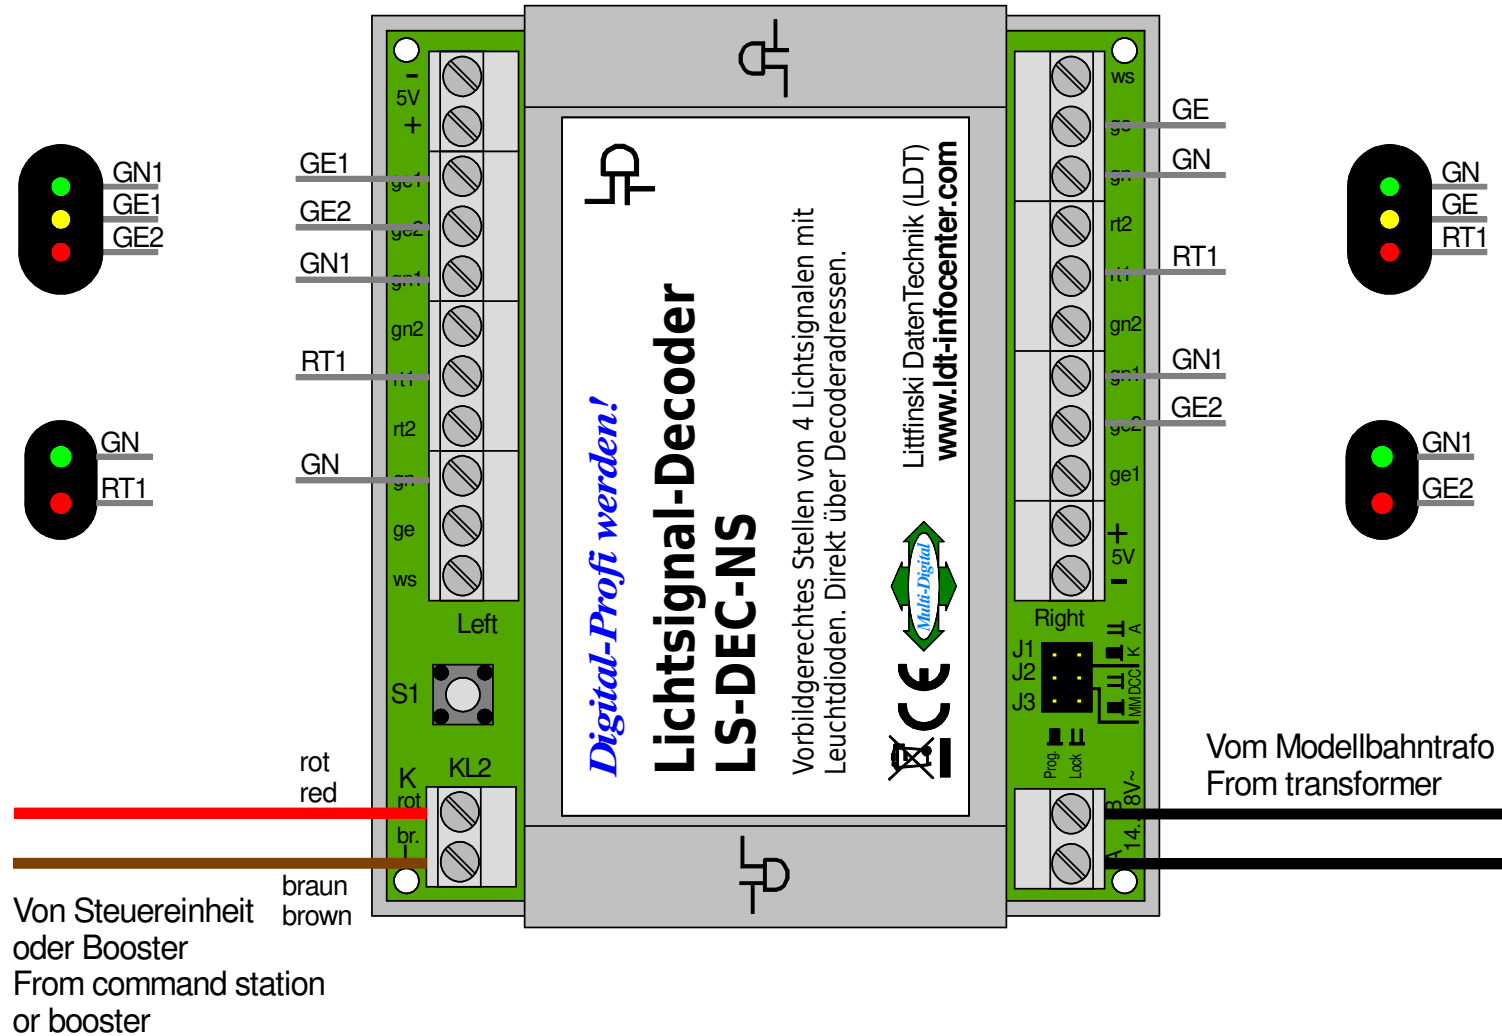 GN1
GE1
GE2
GN
RT1
GE1
GE2
GN1
RT1
GN
-
5V
+
ge1
ge2
gn1
gn2
rt1
rt2
gn
ge
ws
Left
S1
K
KL2
rot
br.
rot
red
braun
brown
Von Steuereinheit
oder Booster
From command station
or booster
Digital-Profi werden!
Lichtsignal-Decoder
LS-DEC-NS
Vorbildgerechtes Stellen von 4 Lichtsignalen mit
Leuchtdioden. Direkt über Decoderadressen.
Littfinski DatenTechnik (LDT)
www.ldt-infocenter.com
Multi-Digital
CE
ws
ge
gn
rt2
rt1
gn2
gn1
ge2
ge1
+
5V
-
Right
J1
J2
J3
A
K
DCC
MM
Prog.
Lock
B
A
GE
GN
RT1
GN1
GE2
GN
GE
RT1
GN1
GE2
Vom Modellbahntrafo
From transformer